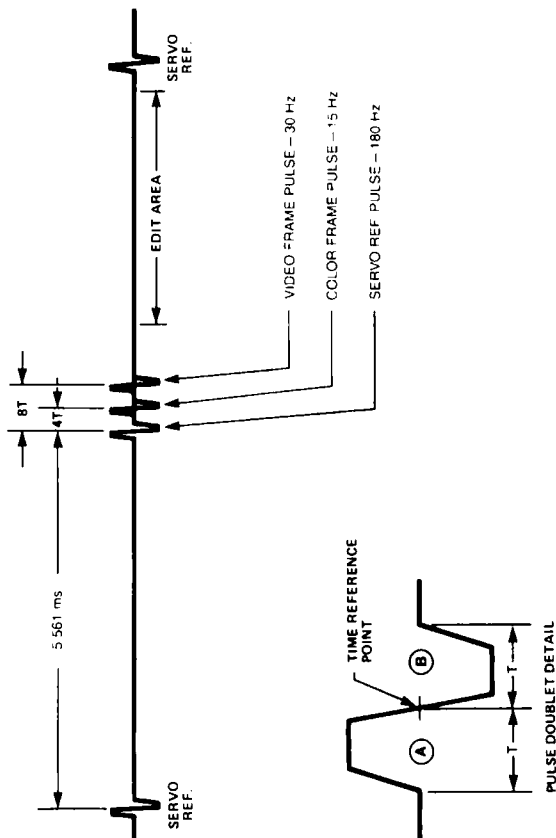 SERVO
REF.
5 561 ms
8T
4T
EDIT AREA
SERVO
REF.
VIDEO FRAME PULSE – 30 Hz
COLOR FRAME PULSE – 15 Hz
SERVO REF PULSE – 180 Hz
TIME REFERENCE
POINT
A
B
T
T
PULSE DOUBLET DETAIL